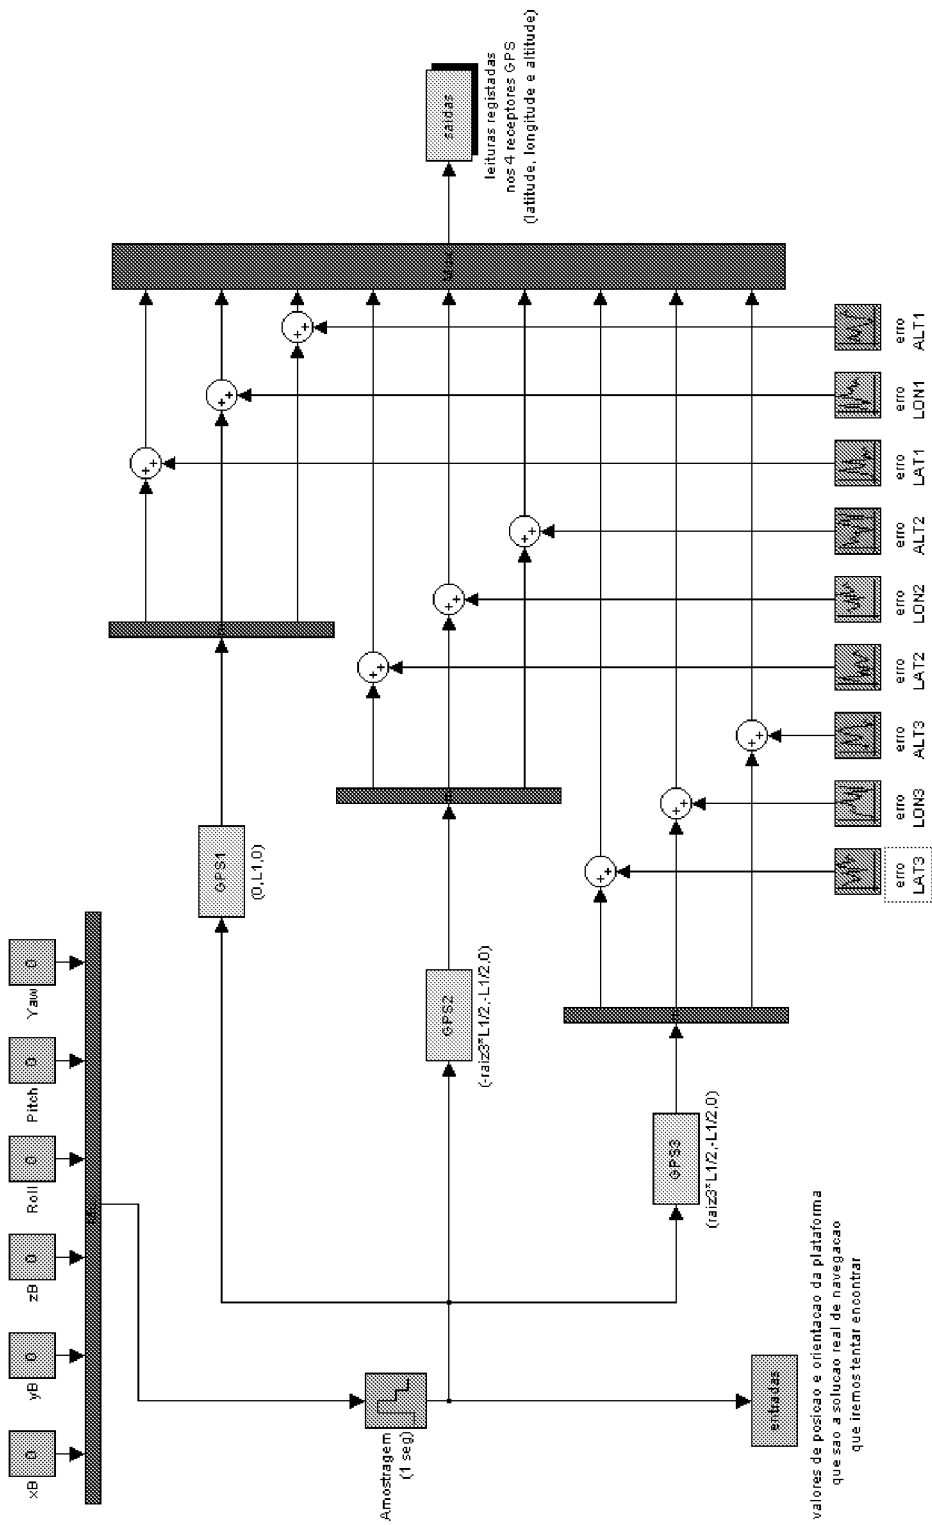 xB
0
yB
0
zB
0
Roll
0
Pitch
0
Yaw
0
Amostragem
(1 seg)
entradas
valores de posicao e orientacao da plataforma
que sao a solucao real de navegacao
que iremos tentar encontrar
GPS1
(0,L1,0)
GPS2
(-raiz3*L1/2,-L1/2,0)
GPS3
(raiz3*L1/2,-L1/2,0)
saidas
leituras registadas
nos 4 receptores GPS
(latitude, longitude e altitude)
erro
LAT3
erro
LON3
erro
ALT3
erro
LAT2
erro
LON2
erro
ALT2
erro
LAT1
erro
LON1
erro
ALT1